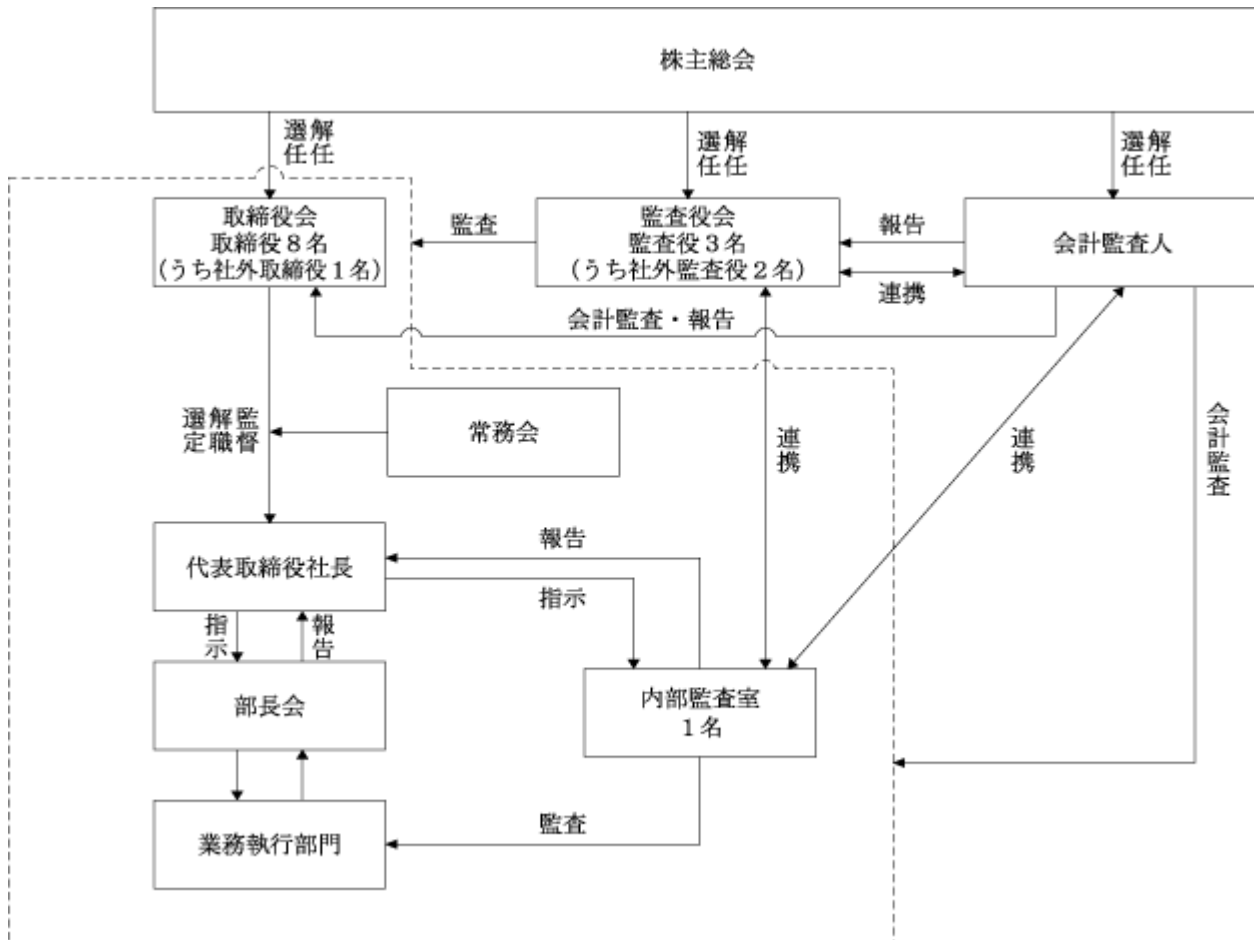 株主総会
選解
任任
選解
任任
選解
任任
取締役会
取締役８名
（うち社外取締役１名）
監査
監査役会
監査役３名
（うち社外監査役２名）
報告
連携
会計監査人
会計監査・報告
選解監
定職督
常務会
連携
連携
会計監査
代表取締役社長
報告
指示
指示
報告
部長会
内部監査室
１名
業務執行部門
監査